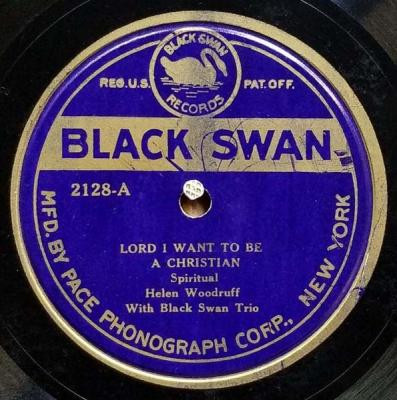 BLACK SWAN
RECORDS
REG. U.S. PAT. OFF.
BLACK SWAN
2128-A
LORD I WANT TO BE
A CHRISTIAN
Spiritual
Helen Woodruff
With Black Swan Trio
MFD. BY PACE PHONOGRAPH CORP., NEW YORK